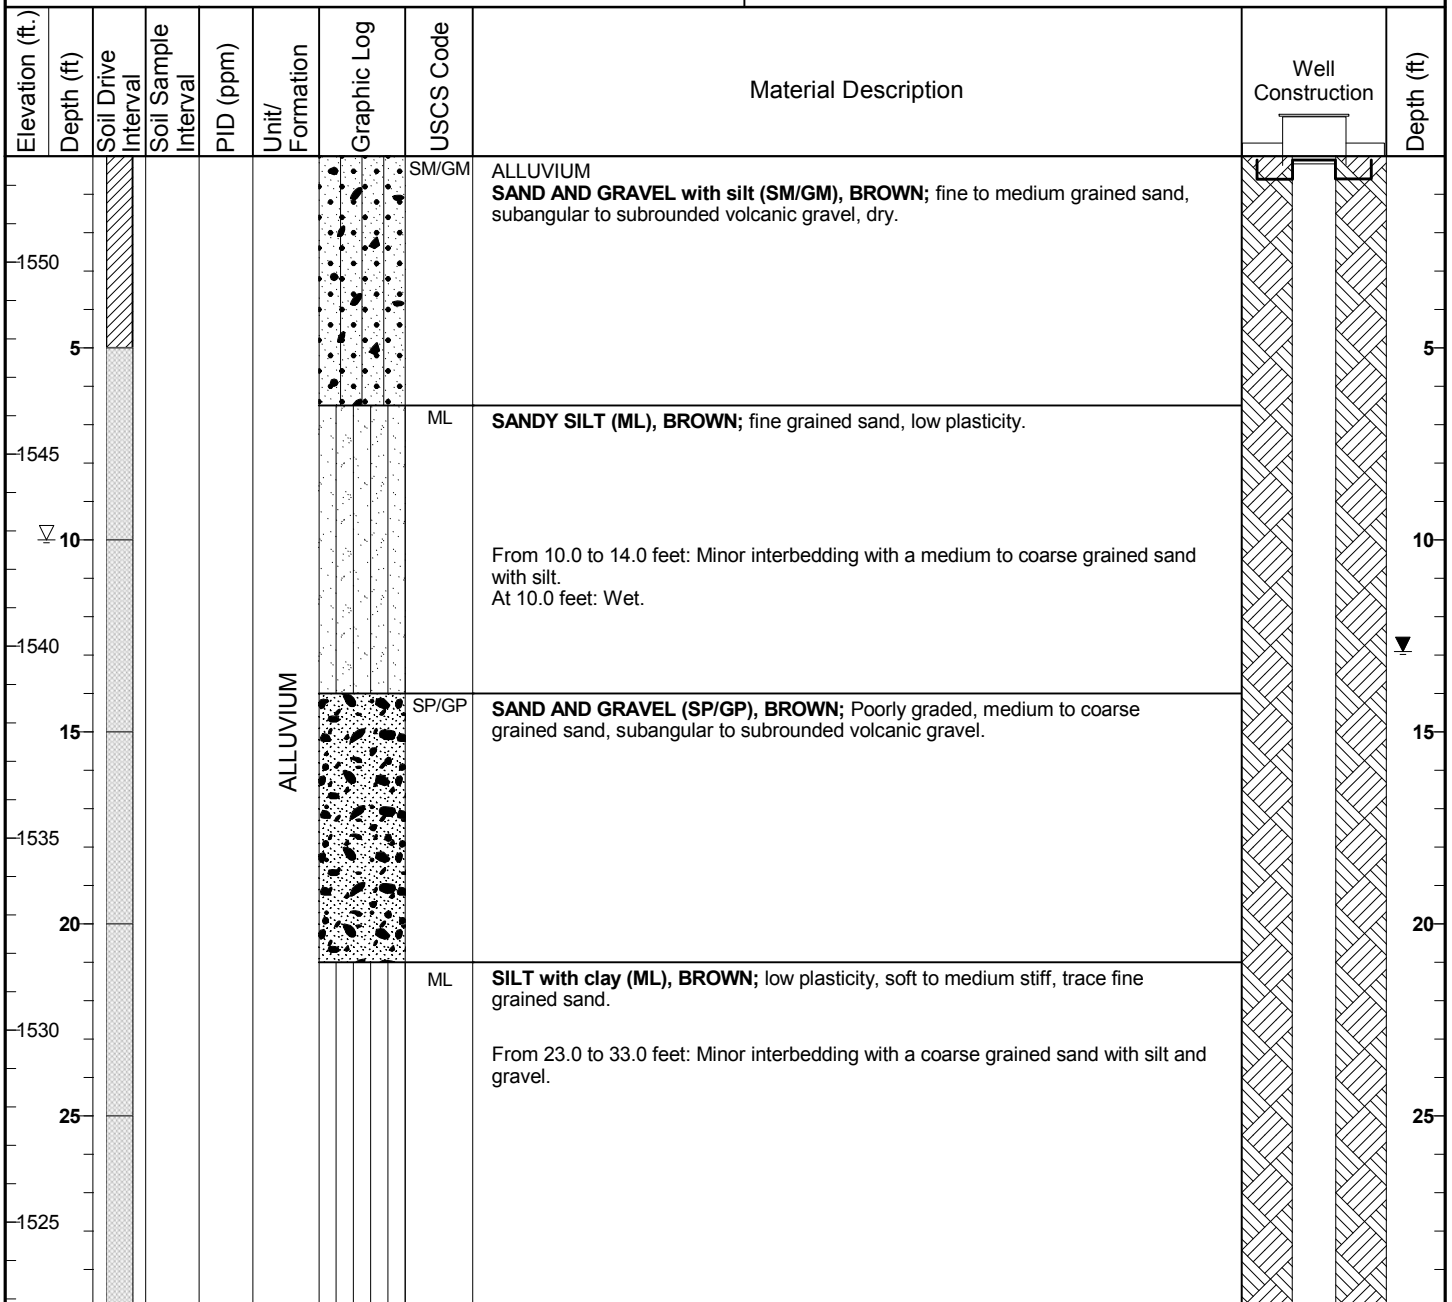 Elevation (ft.)
Depth (ft)
Soil Drive
Interval
Soil Sample
Interval
PID (ppm)
Unit/
Formation
Graphic Log
USCS Code
Material Description
Well
Construction
Depth (ft)
SM/GM
ALLUVIUM
SAND AND GRAVEL with silt (SM/GM), BROWN; fine to medium grained sand,
subangular to subrounded volcanic gravel, dry.
1550
5
5
ML
SANDY SILT (ML), BROWN; fine grained sand, low plasticity.
1545
10
10
From 10.0 to 14.0 feet: Minor interbedding with a medium to coarse grained sand
with silt.
At 10.0 feet: Wet.
1540
ALLUVIUM
SP/GP
SAND AND GRAVEL (SP/GP), BROWN; Poorly graded, medium to coarse
grained sand, subangular to subrounded volcanic gravel.
15
15
1535
20
20
ML
SILT with clay (ML), BROWN; low plasticity, soft to medium stiff, trace fine
grained sand.
1530
From 23.0 to 33.0 feet: Minor interbedding with a coarse grained sand with silt and
gravel.
25
25
1525